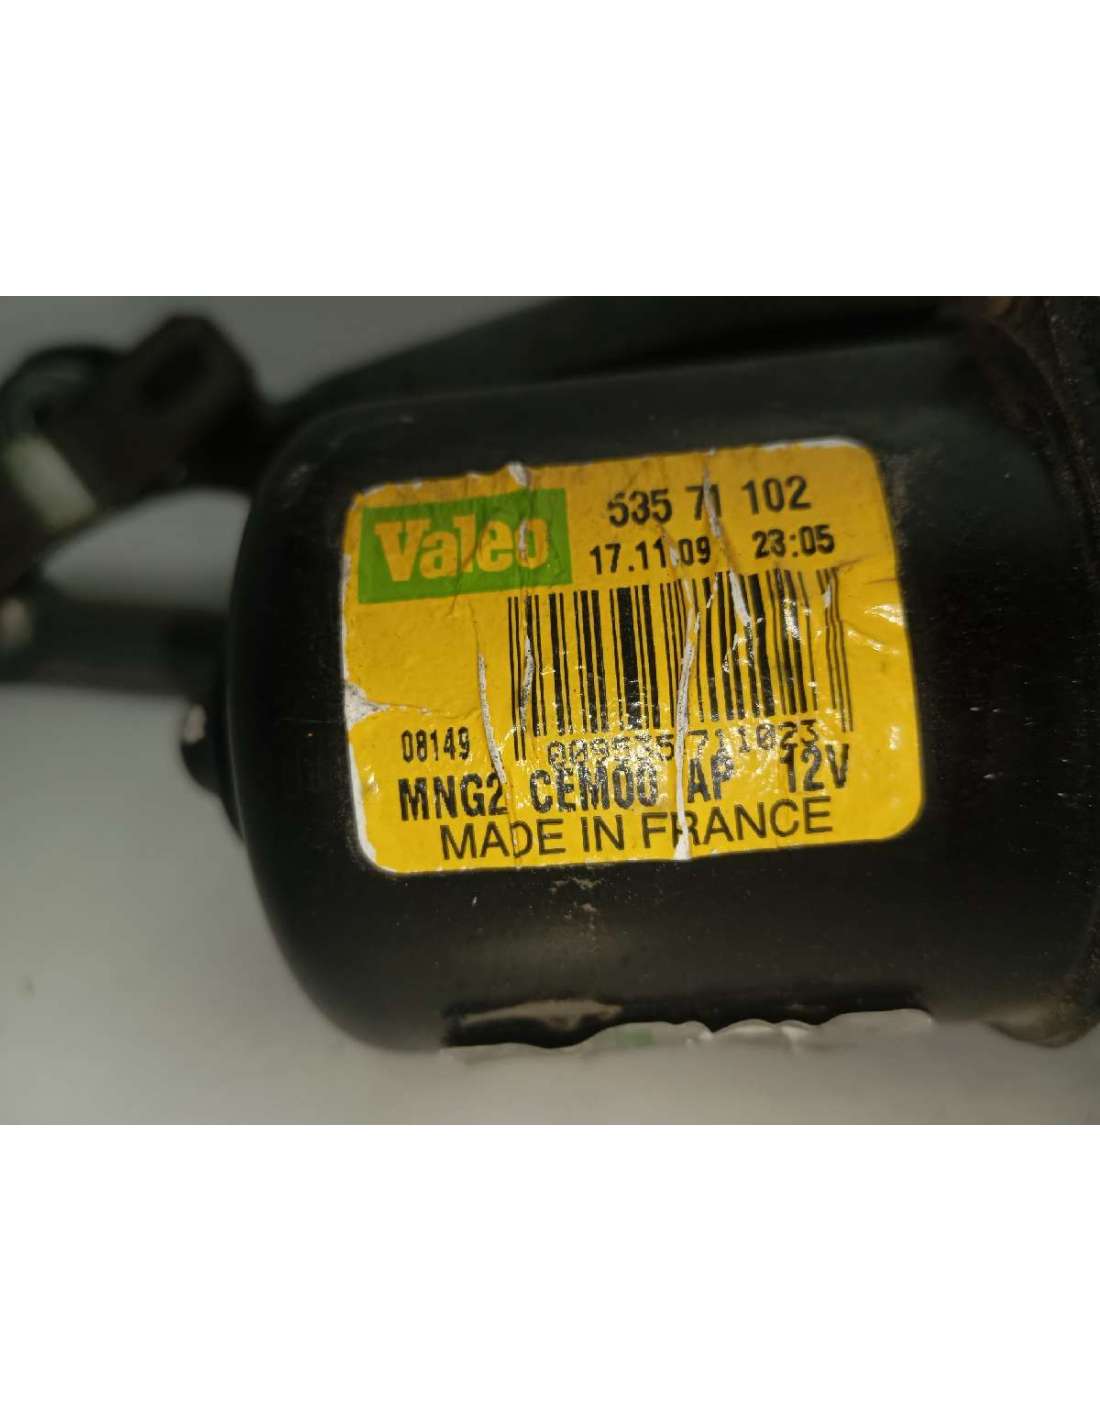 Valeo
535 71 102
17.11.09 23:05
08149
MNG2 CEM00 AP 12V
MADE IN FRANCE